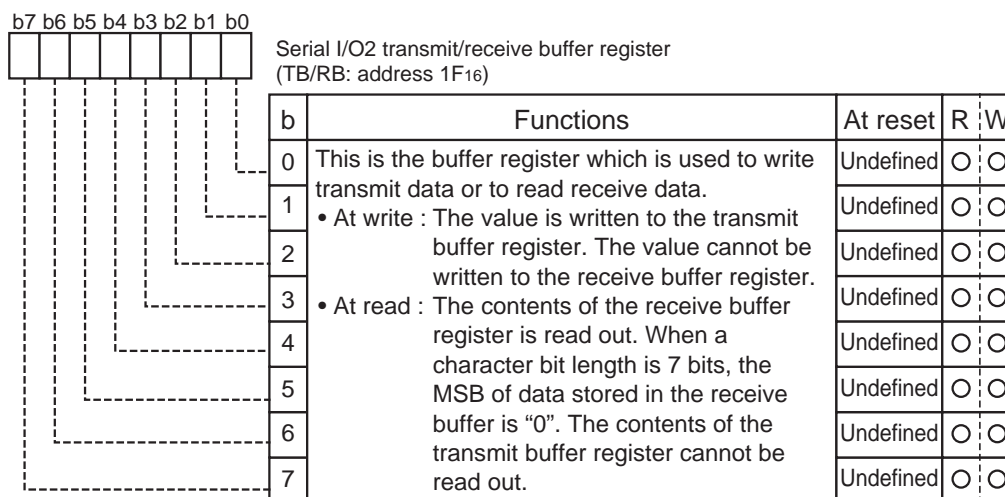 b7 b6 b5 b4 b3 b2 b1 b0
Serial I/O2 transmit/receive buffer register
(TB/RB: address 1F16)
b Functions At reset R W
0 This is the buffer register which is used to write Undefined O O
transmit data or to read receive data.
1 • At write : The value is written to the transmit Undefined O O
buffer register. The value cannot be
2 written to the receive buffer register. Undefined O O
3 • At read : The contents of the receive buffer Undefined O O
register is read out. When a
4 character bit length is 7 bits, the Undefined O O
5 MSB of data stored in the receive Undefined O O
buffer is “0”. The contents of the
6 transmit buffer register cannot be Undefined O O
7 read out. Undefined O O